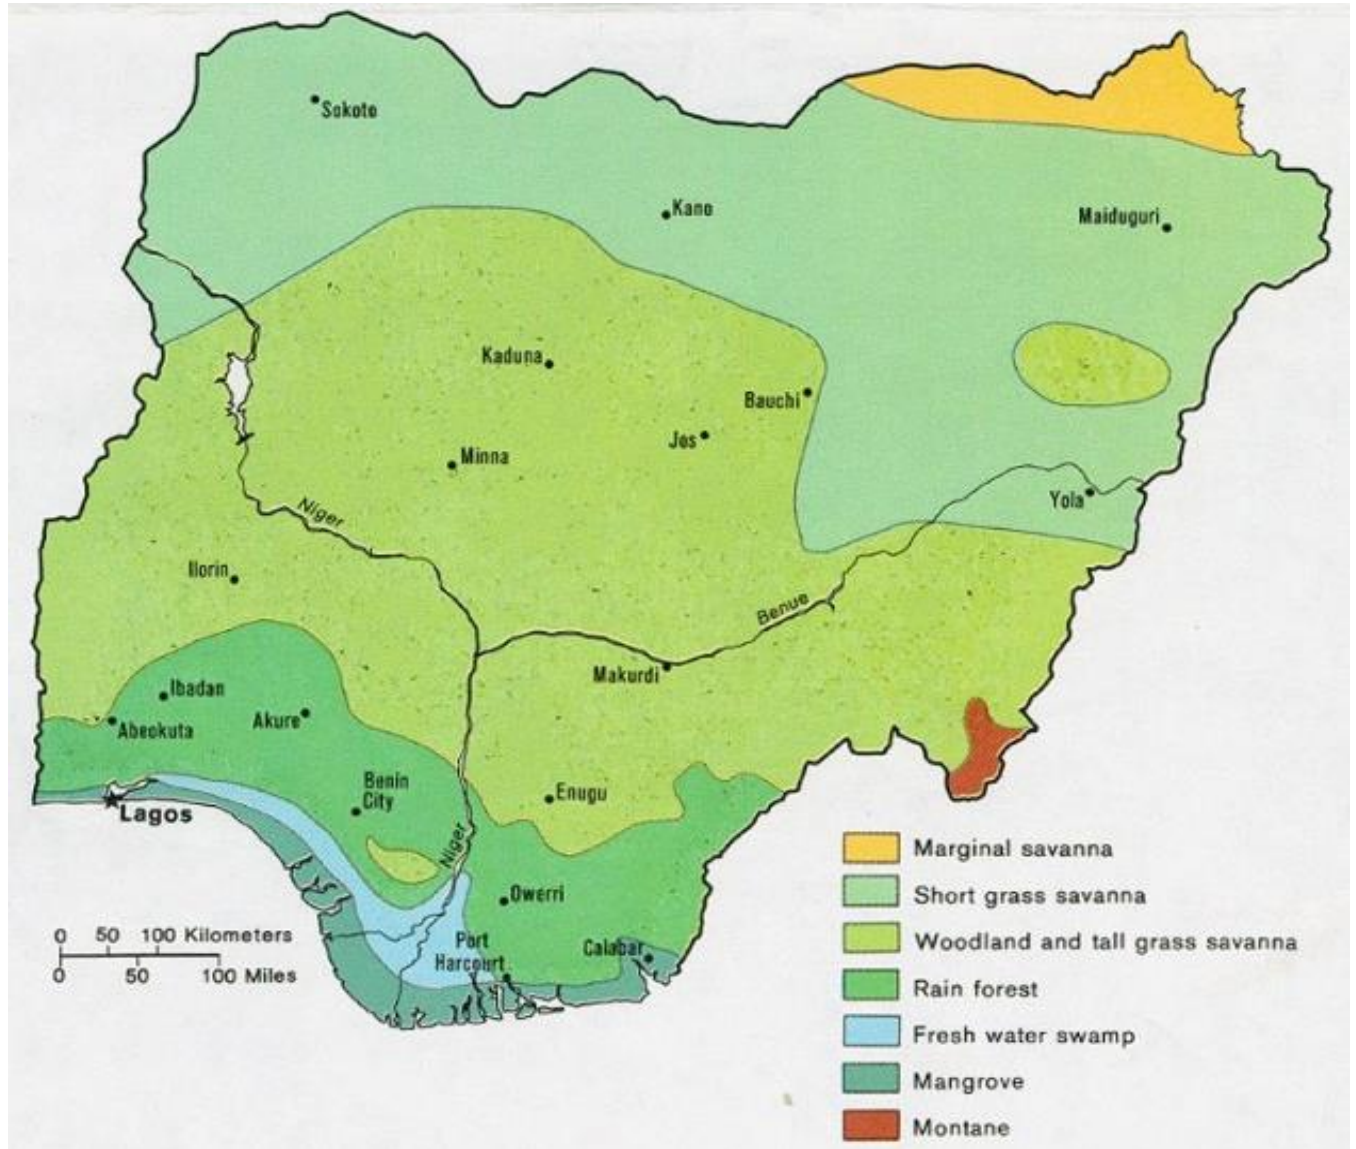 Sokoto
Kano
Maiduguri
Kaduna
Bauchi
Jos
Minna
Yola
Niger
Ilorin
Benue
Makurdi
Ibadan
Akure
Abeokuta
Benin
City
Enugu
Lagos
Niger
Owerri
Port
Harcourt
Calabar
0 50 100 Kilometers
0 50 100 Miles
Marginal savanna
Short grass savanna
Woodland and tall grass savanna
Rain forest
Fresh water swamp
Mangrove
Montane